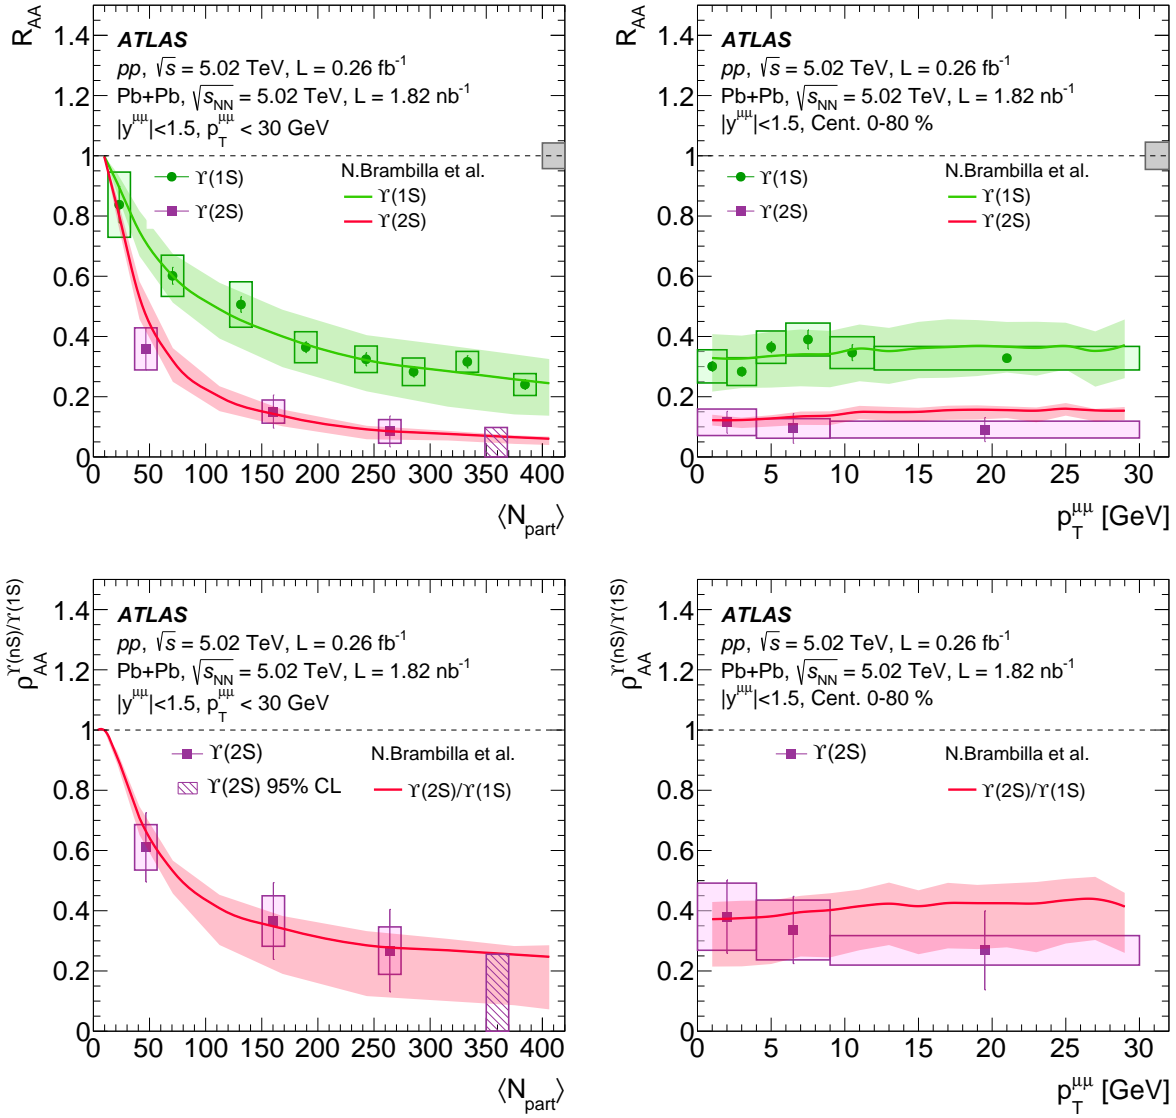 R_AA
1.4
1.2
1
0.8
0.6
0.4
0.2
0
ATLAS
pp, √s = 5.02 TeV, L = 0.26 fb⁻¹
Pb+Pb, √s_NN = 5.02 TeV, L = 1.82 nb⁻¹
|y^μμ|<1.5, p_T^μμ < 30 GeV
ϒ(1S)
ϒ(2S)
N.Brambilla et al.
ϒ(1S)
ϒ(2S)
0 50 100 150 200 250 300 350 400
⟨N_part⟩
R_AA
1.4
1.2
1
0.8
0.6
0.4
0.2
0
ATLAS
pp, √s = 5.02 TeV, L = 0.26 fb⁻¹
Pb+Pb, √s_NN = 5.02 TeV, L = 1.82 nb⁻¹
|y^μμ|<1.5, Cent. 0-80 %
ϒ(1S)
ϒ(2S)
N.Brambilla et al.
ϒ(1S)
ϒ(2S)
0 5 10 15 20 25 30
p_T^μμ [GeV]
ρ_AA^ϒ(nS)/ϒ(1S)
1.4
1.2
1
0.8
0.6
0.4
0.2
0
ATLAS
pp, √s = 5.02 TeV, L = 0.26 fb⁻¹
Pb+Pb, √s_NN = 5.02 TeV, L = 1.82 nb⁻¹
|y^μμ|<1.5, p_T^μμ < 30 GeV
ϒ(2S)
ϒ(2S) 95% CL
N.Brambilla et al.
ϒ(2S)/ϒ(1S)
0 50 100 150 200 250 300 350 400
⟨N_part⟩
ρ_AA^ϒ(nS)/ϒ(1S)
1.4
1.2
1
0.8
0.6
0.4
0.2
0
ATLAS
pp, √s = 5.02 TeV, L = 0.26 fb⁻¹
Pb+Pb, √s_NN = 5.02 TeV, L = 1.82 nb⁻¹
|y^μμ|<1.5, Cent. 0-80 %
ϒ(2S)
N.Brambilla et al.
ϒ(2S)/ϒ(1S)
0 5 10 15 20 25 30
p_T^μμ [GeV]